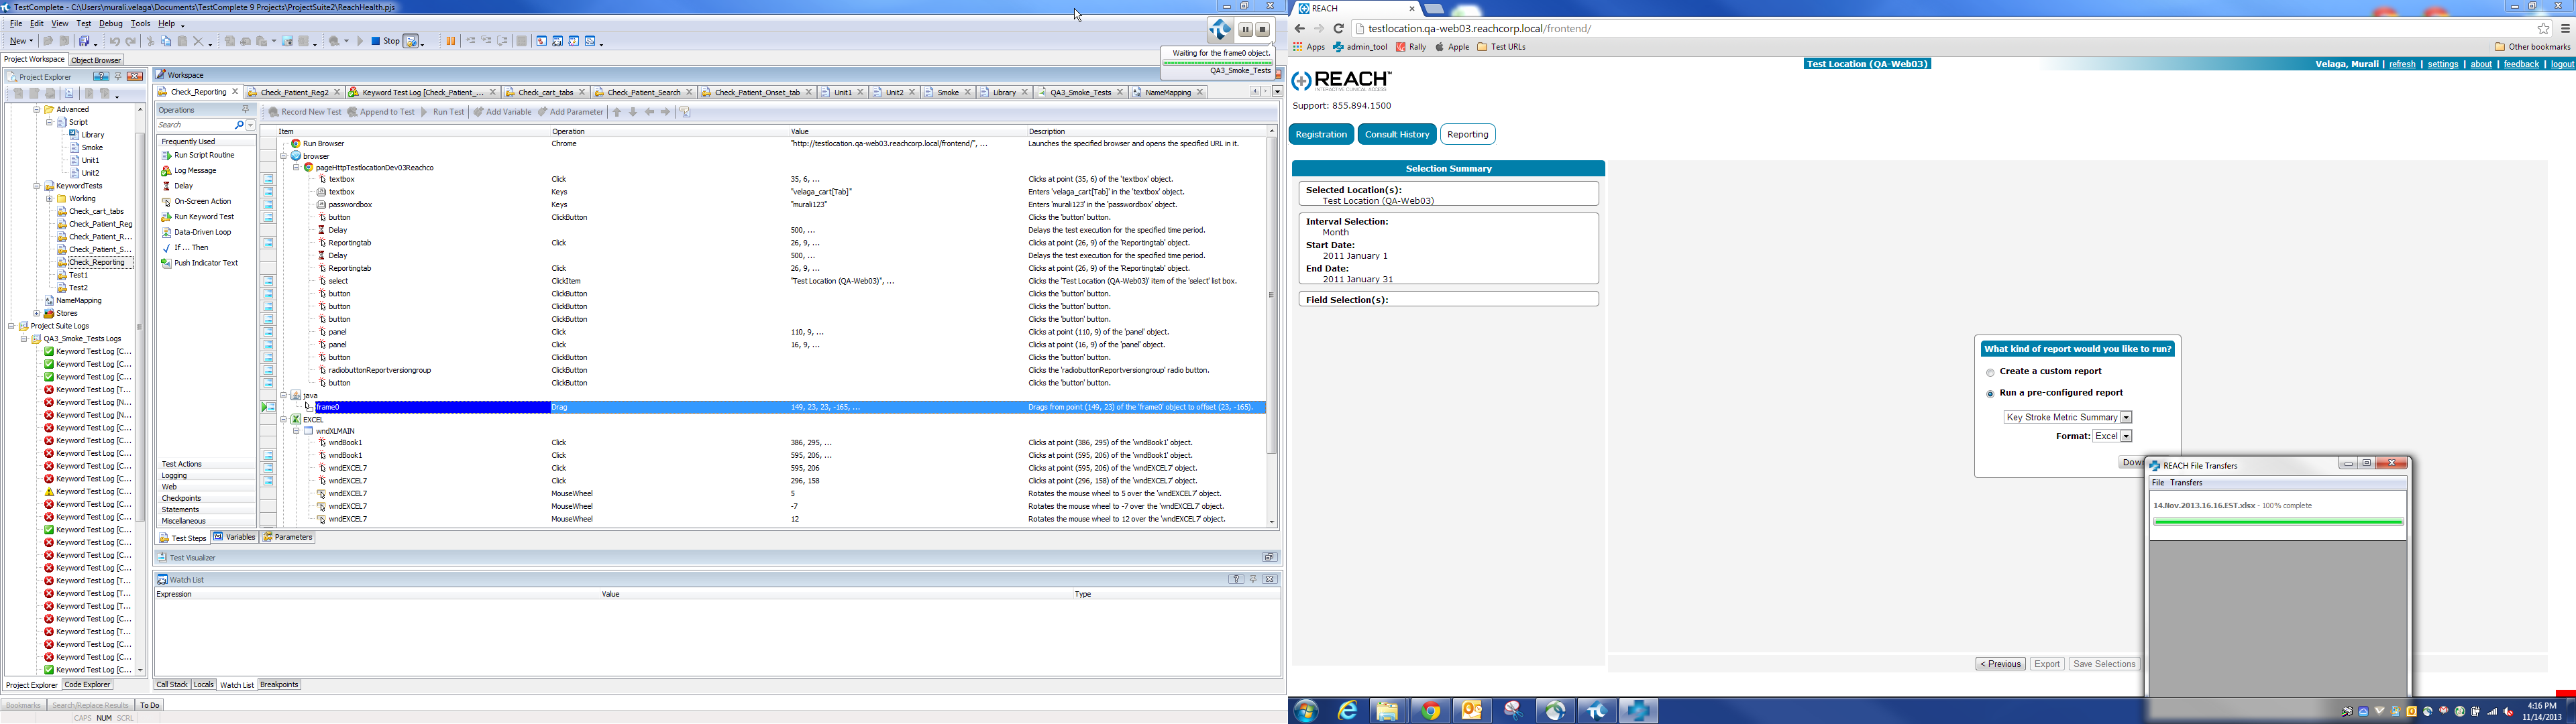 TestComplete - C:\Users\murali.velaga\Documents\TestComplete 9 Projects\ProjectSuite2\ReachHealth.pjs
File Edit View Test Debug Tools Help
New Stop
Waiting for the frame0 object.
QA3_Smoke_Tests
Project Workspace Object Browser
Project Explorer
Advanced
Script
Library
Smoke
Unit1
Unit2
KeywordTests
Working
Check_cart_tabs
Check_Patient_Reg
Check_Patient_R...
Check_Patient_S...
Check_Reporting
Test1
Test2
NameMapping
Stores
Project Suite Logs
QA3_Smoke_Tests Logs
Keyword Test Log [C...
Keyword Test Log [C...
Keyword Test Log [C...
Keyword Test Log [T...
Keyword Test Log [N...
Keyword Test Log [C...
Keyword Test Log [C...
Keyword Test Log [C...
Keyword Test Log [C...
Keyword Test Log [C...
Keyword Test Log [C...
Keyword Test Log [C...
Keyword Test Log [C...
Keyword Test Log [C...
Keyword Test Log [C...
Keyword Test Log [C...
Keyword Test Log [C...
Keyword Test Log [C...
Keyword Test Log [T...
Keyword Test Log [T...
Keyword Test Log [T...
Keyword Test Log [C...
Keyword Test Log [T...
Keyword Test Log [C...
Keyword Test Log [C...
Keyword Test Log [C...
Project Explorer Code Explorer
Workspace
Check_Reporting Check_Patient_Reg2 Keyword Test Log [Check_Patient_... Check_cart_tabs Check_Patient_Search Check_Patient_Onset_tab Unit1 Unit2 Smoke Library QA3_Smoke_Tests NameMapping
Operations
Search
Frequently Used
Run Script Routine
Log Message
Delay
On-Screen Action
Run Keyword Test
Data-Driven Loop
If ... Then
Push Indicator Text
Test Actions
Logging
Web
Checkpoints
Statements
Miscellaneous
Record New Test Append to Test Run Test Add Variable Add Parameter
Item Operation Value Description
Run Browser Chrome "http://testlocation.qa-web03.reachcorp.local/frontend/", ... Launches the specified browser and opens the specified URL in it.
browser
pageHttpTestlocationDev03Reachco
textbox Click 35, 6, ... Clicks at point (35, 6) of the 'textbox' object.
textbox Keys "velaga_cart[Tab]" Enters 'velaga_cart[Tab]' in the 'textbox' object.
passwordbox Keys "murali123" Enters 'murali123' in the 'passwordbox' object.
button ClickButton Clicks the 'button' button.
Delay 500, ... Delays the test execution for the specified time period.
Reportingtab Click 26, 9, ... Clicks at point (26, 9) of the 'Reportingtab' object.
Delay 500, ... Delays the test execution for the specified time period.
Reportingtab Click 26, 9, ... Clicks at point (26, 9) of the 'Reportingtab' object.
select ClickItem "Test Location (QA-Web03)", ... Clicks the 'Test Location (QA-Web03)' item of the 'select' list box.
button ClickButton Clicks the 'button' button.
button ClickButton Clicks the 'button' button.
button ClickButton Clicks the 'button' button.
panel Click 110, 9, ... Clicks at point (110, 9) of the 'panel' object.
panel Click 16, 9, ... Clicks at point (16, 9) of the 'panel' object.
button ClickButton Clicks the 'button' button.
radiobuttonReportversiongroup ClickButton Clicks the 'radiobuttonReportversiongroup' radio button.
button ClickButton Clicks the 'button' button.
java
frame0 Drag 149, 23, 23, -165, ... Drags from point (149, 23) of the 'frame0' object to offset (23, -165).
EXCEL
wndXLMAIN
wndBook1 Click 386, 295, ... Clicks at point (386, 295) of the 'wndBook1' object.
wndBook1 Click 595, 206, ... Clicks at point (595, 206) of the 'wndBook1' object.
wndEXCEL7 Click 595, 206 Clicks at point (595, 206) of the 'wndEXCEL7' object.
wndEXCEL7 Click 296, 158 Clicks at point (296, 158) of the 'wndEXCEL7' object.
wndEXCEL7 MouseWheel 5 Rotates the mouse wheel to 5 over the 'wndEXCEL7' object.
wndEXCEL7 MouseWheel -7 Rotates the mouse wheel to -7 over the 'wndEXCEL7' object.
wndEXCEL7 MouseWheel 12 Rotates the mouse wheel to 12 over the 'wndEXCEL7' object.
Test Steps Variables Parameters
Test Visualizer
Watch List
Expression Value Type
Call Stack Locals Watch List Breakpoints
Bookmarks Search/Replace Results To Do
CAPS NUM SCRL
REACH
testlocation.qa-web03.reachcorp.local/frontend/
Apps admin_tool Rally Apple Test URLs Other bookmarks
Test Location (QA-Web03) Velaga, Murali | refresh | settings | about | feedback | logout
REACH™
INTERACTIVE CLINICAL ACCESS
Support: 855.894.1500
Registration Consult History Reporting
Selection Summary
Selected Location(s):
Test Location (QA-Web03)
Interval Selection:
Month
Start Date:
2011 January 1
End Date:
2011 January 31
Field Selection(s):
What kind of report would you like to run?
Create a custom report
Run a pre-configured report
Key Stroke Metric Summary
Format: Excel
Down
REACH File Transfers
File Transfers
14.Nov.2013.16.16.EST.xlsx - 100% complete
< Previous Export Save Selections
4:16 PM
11/14/2013